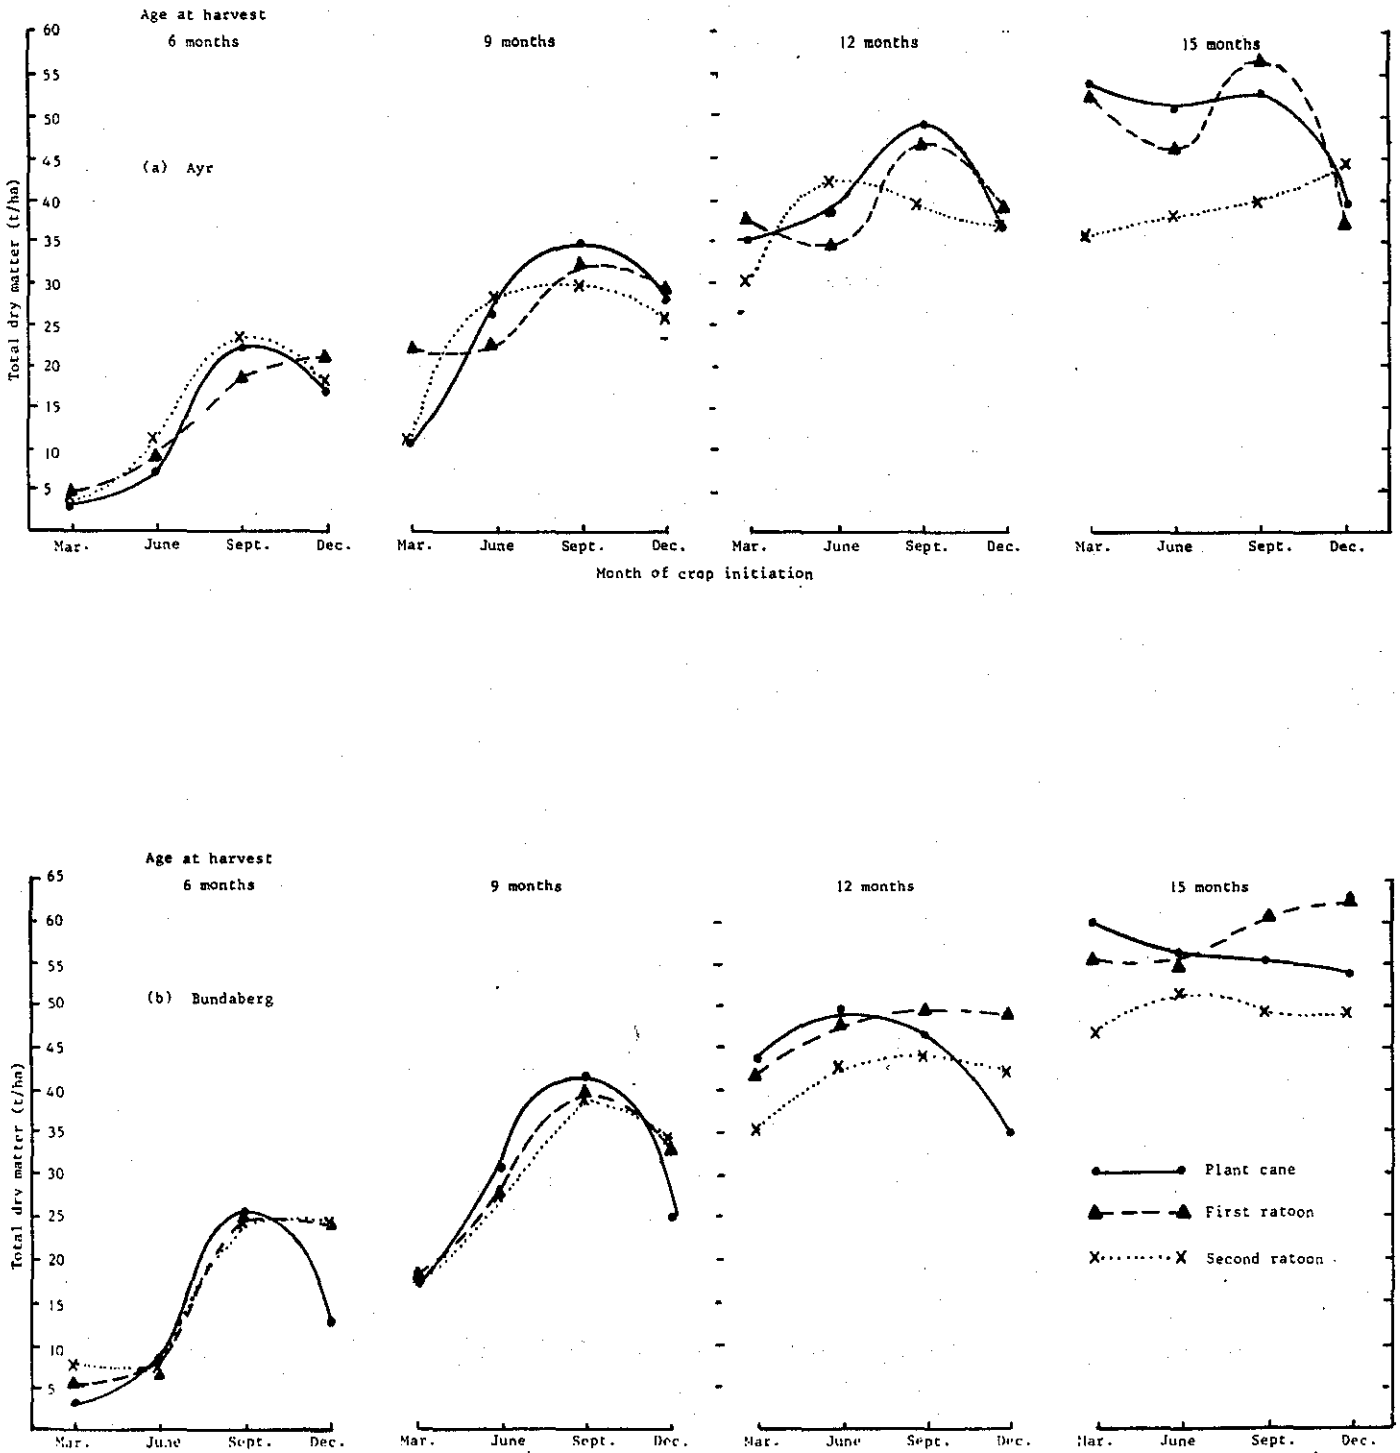 Age at harvest
6 months 9 months 12 months 15 months
60
55
50
45
40
35
30
25
20
15
10
5
Total dry matter (t/ha)
(a) Ayr
Mar. June Sept. Dec. Mar. June Sept. Dec. Mar. June Sept. Dec. Mar. June Sept. Dec.
Month of crop initiation
Age at harvest
6 months 9 months 12 months 15 months
65
60
55
50
45
40
35
30
25
20
15
10
5
Total dry matter (t/ha)
(b) Bundaberg
Plant cane
First ratoon
Second ratoon
Mar. June Sept. Dec. Mar. June Sept. Dec. Mar. June Sept. Dec. Mar. June Sept. Dec.